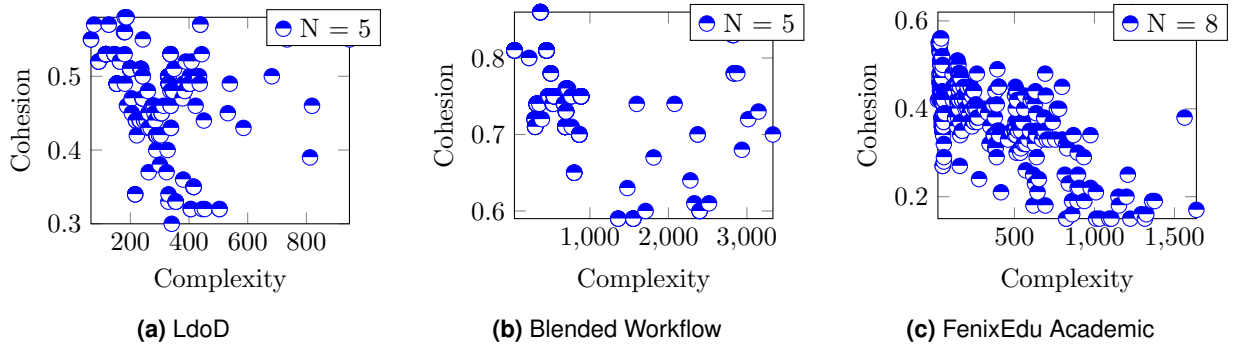 N = 5
0.5
0.4
0.3
Cohesion
200
400
600
800
Complexity
(a) LdoD
N = 5
0.8
0.7
0.6
Cohesion
1,000
2,000
3,000
Complexity
(b) Blended Workflow
N = 8
0.6
0.4
0.2
Cohesion
500
1,000
1,500
Complexity
(c) FenixEdu Academic